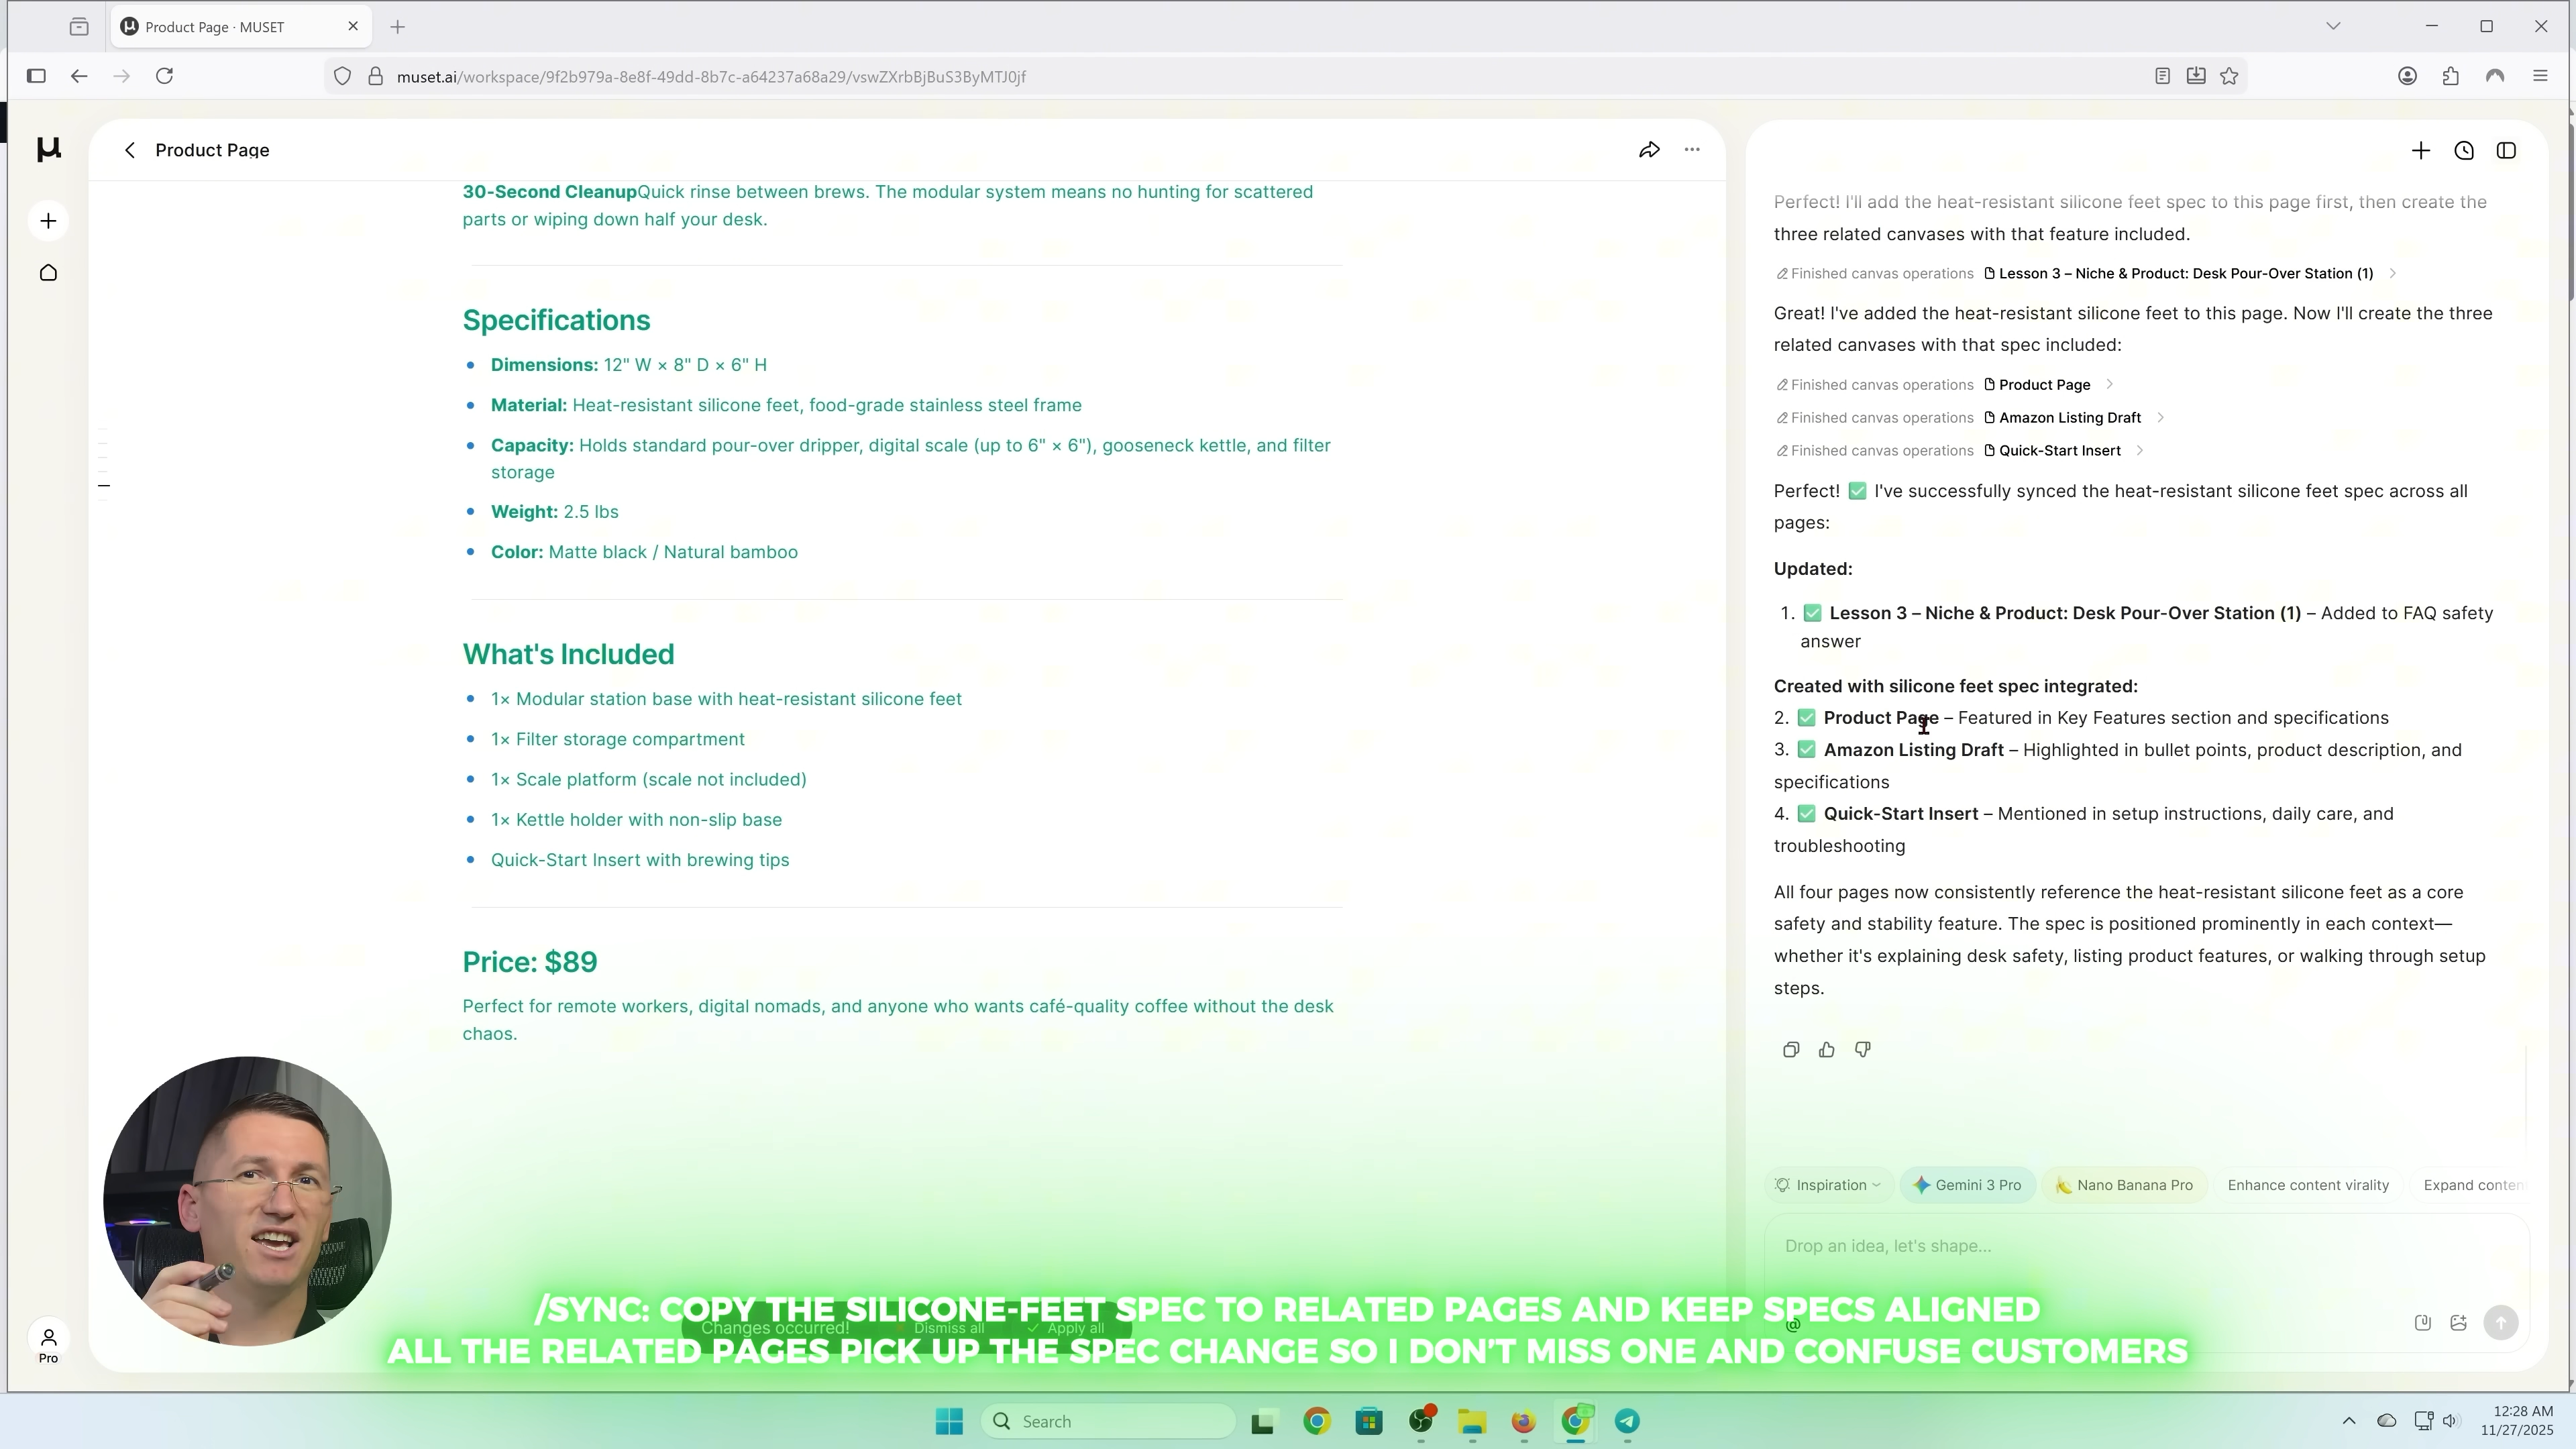 Product Page · MUSET
muset.ai/workspace/9f2b979a-8e8f-49dd-8b7c-a64237a68a29/vswZXrbBjBuS3ByMTJ0jf
µ
Product Page
30-Second CleanupQuick rinse between brews. The modular system means no hunting for scattered
parts or wiping down half your desk.
Specifications
Dimensions: 12" W × 8" D × 6" H
Material: Heat-resistant silicone feet, food-grade stainless steel frame
Capacity: Holds standard pour-over dripper, digital scale (up to 6" × 6"), gooseneck kettle, and filter
storage
Weight: 2.5 lbs
Color: Matte black / Natural bamboo
What's Included
1× Modular station base with heat-resistant silicone feet
1× Filter storage compartment
1× Scale platform (scale not included)
1× Kettle holder with non-slip base
Quick-Start Insert with brewing tips
Price: $89
Perfect for remote workers, digital nomads, and anyone who wants café-quality coffee without the desk
chaos.
Pro
Perfect! I'll add the heat-resistant silicone feet spec to this page first, then create the
three related canvases with that feature included.
Finished canvas operations Lesson 3 – Niche & Product: Desk Pour-Over Station (1)
Great! I've added the heat-resistant silicone feet to this page. Now I'll create the three
related canvases with that spec included:
Finished canvas operations Product Page
Finished canvas operations Amazon Listing Draft
Finished canvas operations Quick-Start Insert
Perfect! ✅ I've successfully synced the heat-resistant silicone feet spec across all
pages:
Updated:
1. ✅ Lesson 3 – Niche & Product: Desk Pour-Over Station (1) – Added to FAQ safety
answer
Created with silicone feet spec integrated:
2. ✅ Product Page – Featured in Key Features section and specifications
3. ✅ Amazon Listing Draft – Highlighted in bullet points, product description, and
specifications
4. ✅ Quick-Start Insert – Mentioned in setup instructions, daily care, and
troubleshooting
All four pages now consistently reference the heat-resistant silicone feet as a core
safety and stability feature. The spec is positioned prominently in each context—
whether it's explaining desk safety, listing product features, or walking through setup
steps.
Inspiration Gemini 3 Pro Nano Banana Pro Enhance content virality Expand conten
Drop an idea, let's shape...
@
/SYNC: COPY THE SILICONE-FEET SPEC TO RELATED PAGES AND KEEP SPECS ALIGNED
Changes occurred! Dismiss all Apply all
ALL THE RELATED PAGES PICK UP THE SPEC CHANGE SO I DON'T MISS ONE AND CONFUSE CUSTOMERS
Search
12:28 AM
11/27/2025